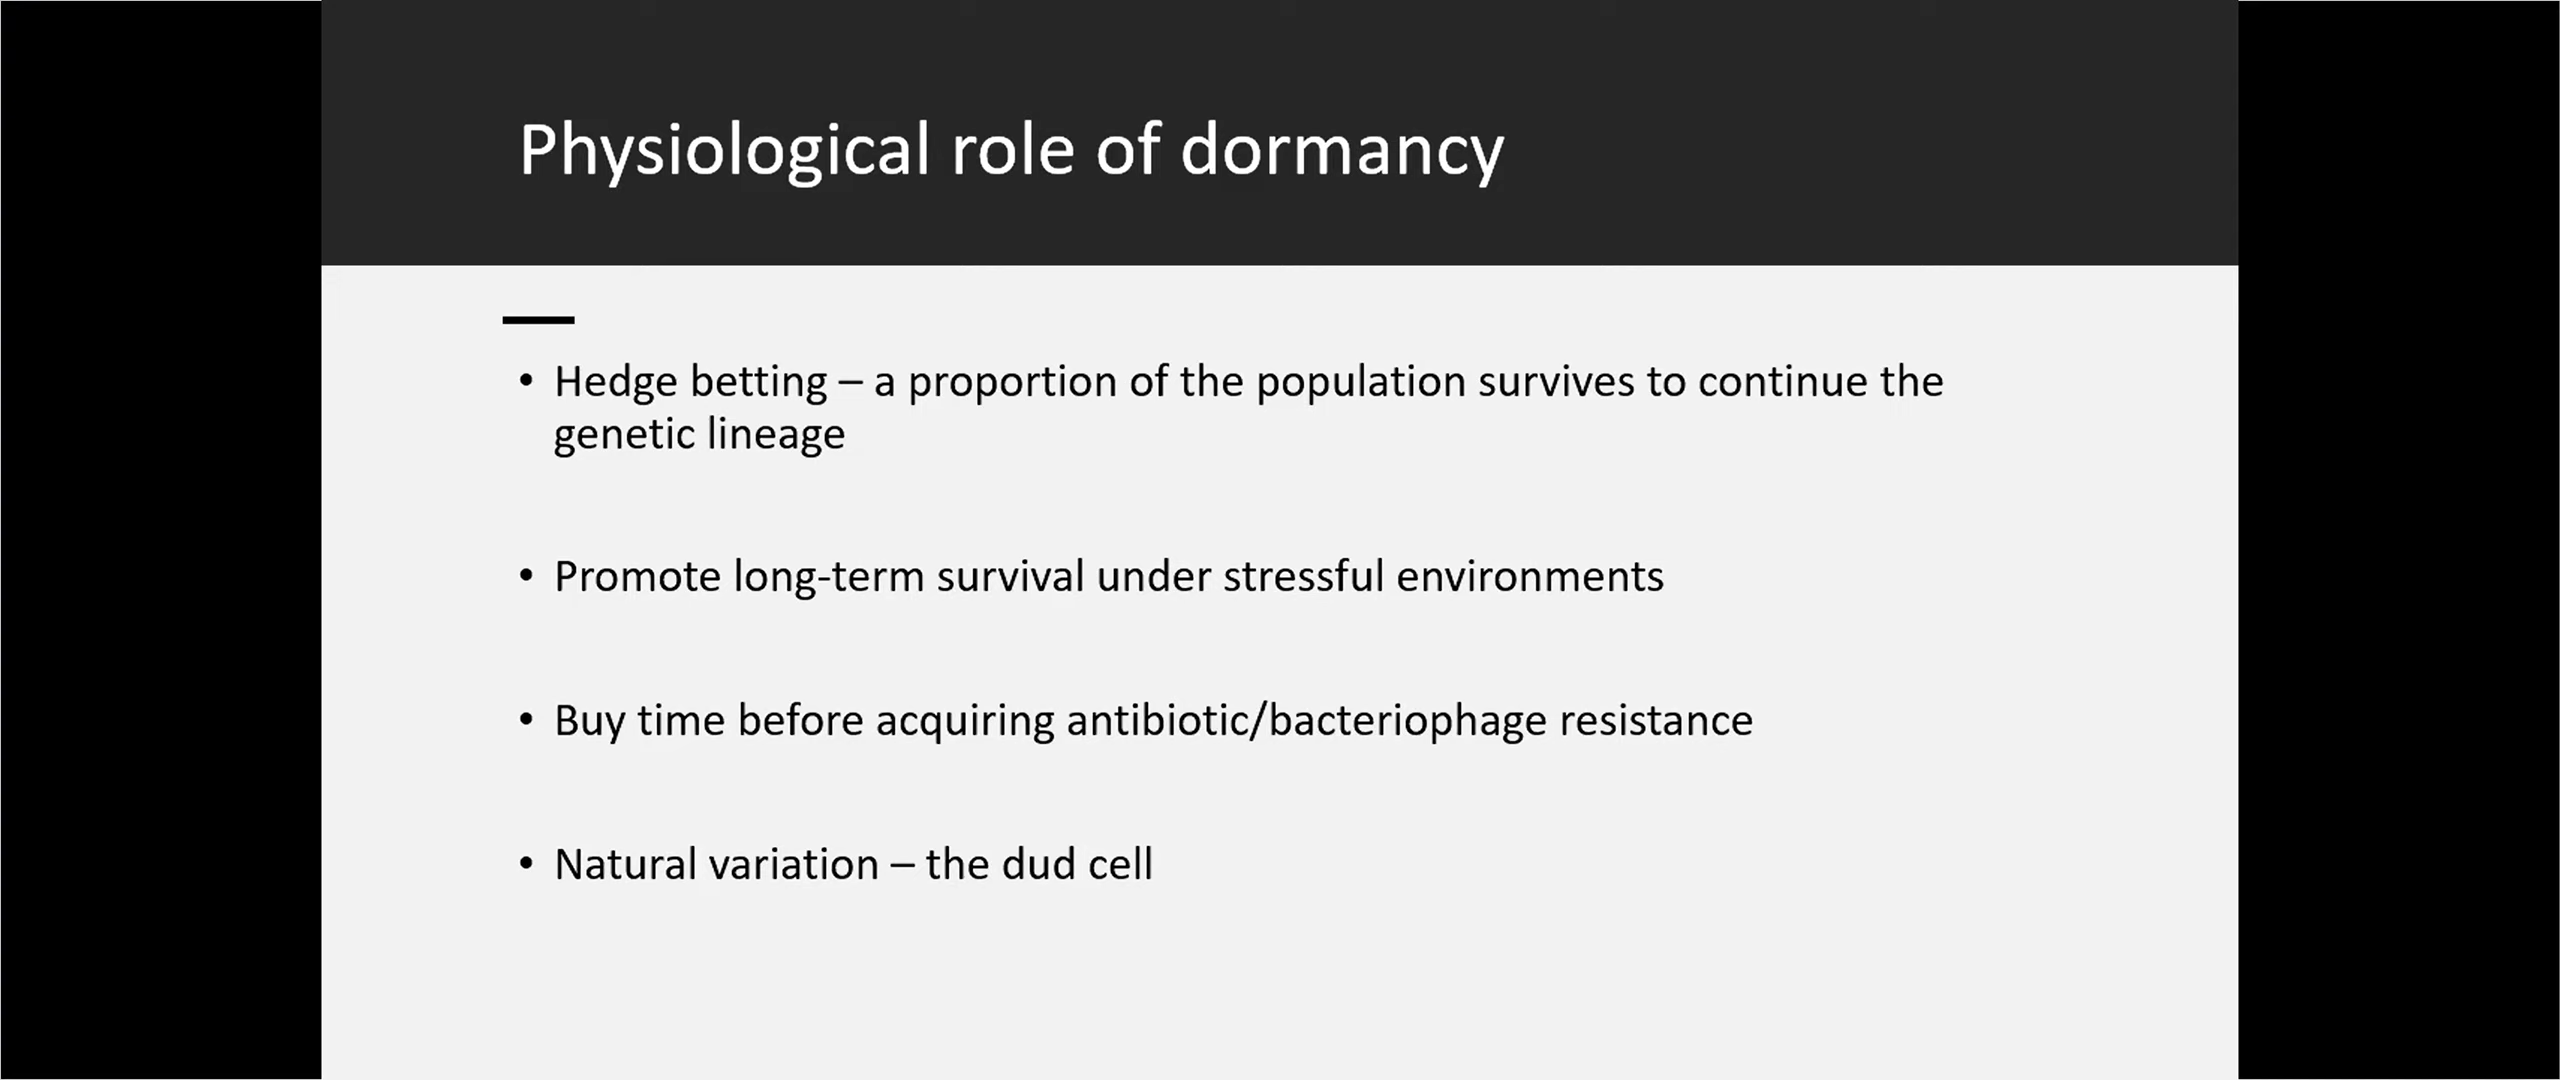 Physiological role of dormancy
• Hedge betting – a proportion of the population survives to continue the
genetic lineage
• Promote long-term survival under stressful environments
• Buy time before acquiring antibiotic/bacteriophage resistance
• Natural variation – the dud cell